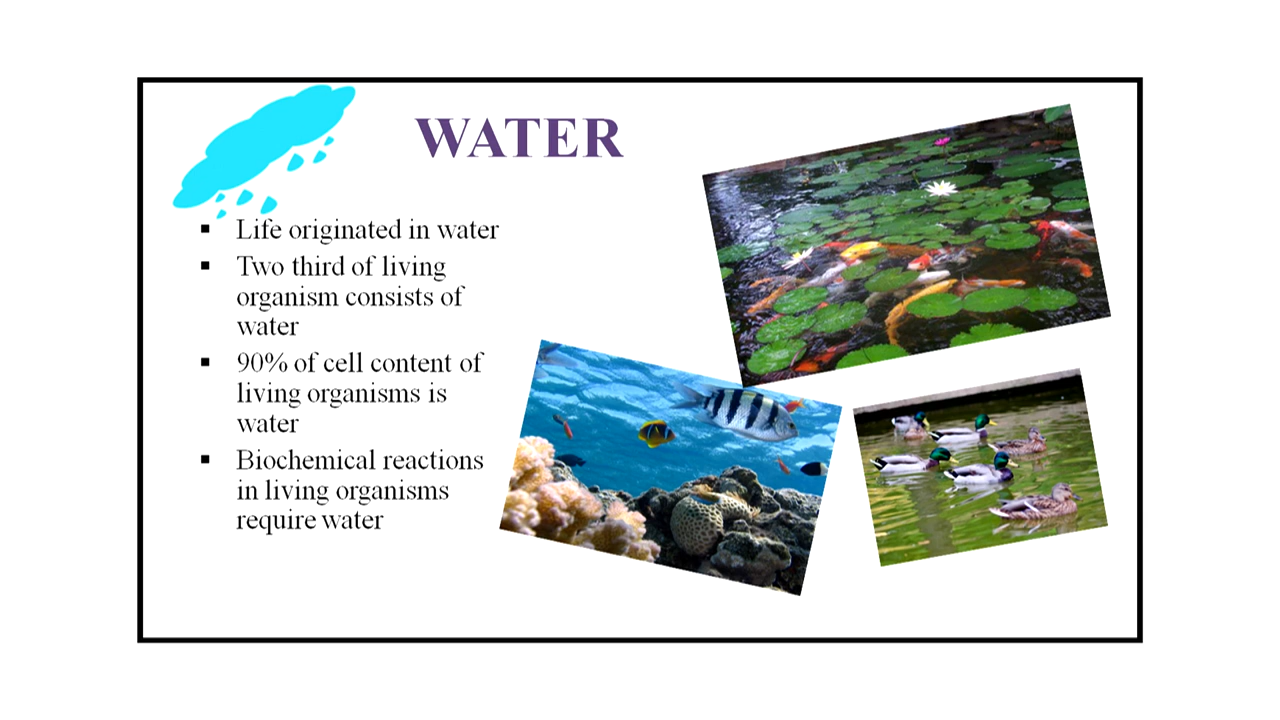 WATER
▪ Life originated in water
▪ Two third of living
organism consists of
water
▪ 90% of cell content of
living organisms is
water
▪ Biochemical reactions
in living organisms
require water